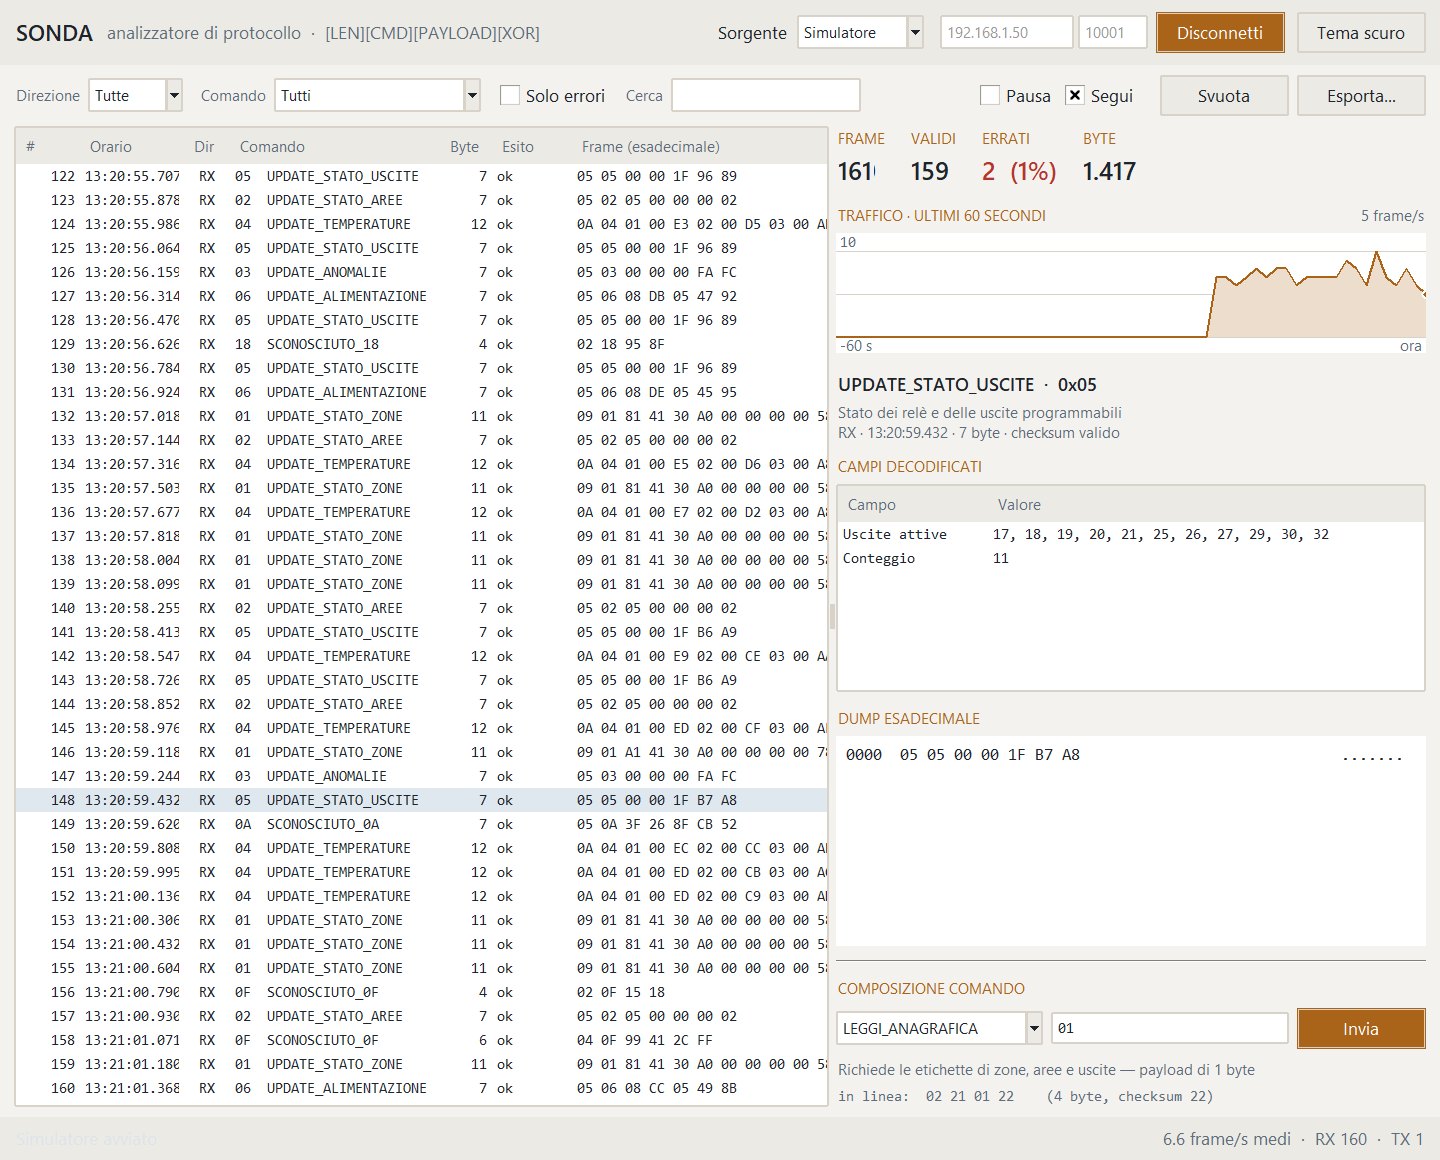 SONDA analizzatore di protocollo · [LEN][CMD][PAYLOAD][XOR] Sorgente Simulatore 192.168.1.50 10001 Disconnetti Tema scuro
Direzione Tutte Comando Tutti Solo errori Cerca Pausa Segui Svuota Esporta...
# Orario Dir Comando Byte Esito Frame (esadecimale)
122 13:20:55.707 RX 05 UPDATE_STATO_USCITE 7 ok 05 05 00 00 1F 96 89
123 13:20:55.878 RX 02 UPDATE_STATO_AREE 7 ok 05 02 05 00 00 00 02
124 13:20:55.986 RX 04 UPDATE_TEMPERATURE 12 ok 0A 04 01 00 E3 02 00 D5 03 00
125 13:20:56.064 RX 05 UPDATE_STATO_USCITE 7 ok 05 05 00 00 1F 96 89
126 13:20:56.159 RX 03 UPDATE_ANOMALIE 7 ok 05 03 00 00 00 FA FC
127 13:20:56.314 RX 06 UPDATE_ALIMENTAZIONE 7 ok 05 06 08 DB 05 47 92
128 13:20:56.470 RX 05 UPDATE_STATO_USCITE 7 ok 05 05 00 00 1F 96 89
129 13:20:56.626 RX 18 SCONOSCIUTO_18 4 ok 02 18 95 8F
130 13:20:56.784 RX 05 UPDATE_STATO_USCITE 7 ok 05 05 00 00 1F 96 89
131 13:20:56.924 RX 06 UPDATE_ALIMENTAZIONE 7 ok 05 06 08 DE 05 45 95
132 13:20:57.018 RX 01 UPDATE_STATO_ZONE 11 ok 09 01 81 41 30 A0 00 00 00 00
133 13:20:57.144 RX 02 UPDATE_STATO_AREE 7 ok 05 02 05 00 00 00 02
134 13:20:57.316 RX 04 UPDATE_TEMPERATURE 12 ok 0A 04 01 00 E5 02 00 D6 03 00
135 13:20:57.503 RX 01 UPDATE_STATO_ZONE 11 ok 09 01 81 41 30 A0 00 00 00 00
136 13:20:57.677 RX 04 UPDATE_TEMPERATURE 12 ok 0A 04 01 00 E7 02 00 D2 03 00
137 13:20:57.818 RX 01 UPDATE_STATO_ZONE 11 ok 09 01 81 41 30 A0 00 00 00 00
138 13:20:58.004 RX 01 UPDATE_STATO_ZONE 11 ok 09 01 81 41 30 A0 00 00 00 00
139 13:20:58.099 RX 01 UPDATE_STATO_ZONE 11 ok 09 01 81 41 30 A0 00 00 00 00
140 13:20:58.255 RX 02 UPDATE_STATO_AREE 7 ok 05 02 05 00 00 00 02
141 13:20:58.413 RX 05 UPDATE_STATO_USCITE 7 ok 05 05 00 00 1F B6 A9
142 13:20:58.547 RX 04 UPDATE_TEMPERATURE 12 ok 0A 04 01 00 E9 02 00 CE 03 00
143 13:20:58.726 RX 05 UPDATE_STATO_USCITE 7 ok 05 05 00 00 1F B6 A9
144 13:20:58.852 RX 02 UPDATE_STATO_AREE 7 ok 05 02 05 00 00 00 02
145 13:20:58.976 RX 04 UPDATE_TEMPERATURE 12 ok 0A 04 01 00 ED 02 00 CF 03 00
146 13:20:59.118 RX 01 UPDATE_STATO_ZONE 11 ok 09 01 A1 41 30 A0 00 00 00 00
147 13:20:59.244 RX 03 UPDATE_ANOMALIE 7 ok 05 03 00 00 00 FA FC
148 13:20:59.432 RX 05 UPDATE_STATO_USCITE 7 ok 05 05 00 00 1F B7 A8
149 13:20:59.620 RX 0A SCONOSCIUTO_0A 7 ok 05 0A 3F 26 8F CB 52
150 13:20:59.808 RX 04 UPDATE_TEMPERATURE 12 ok 0A 04 01 00 EC 02 00 CC 03 00
151 13:20:59.995 RX 04 UPDATE_TEMPERATURE 12 ok 0A 04 01 00 ED 02 00 CB 03 00
152 13:21:00.136 RX 04 UPDATE_TEMPERATURE 12 ok 0A 04 01 00 ED 02 00 C9 03 00
153 13:21:00.306 RX 01 UPDATE_STATO_ZONE 11 ok 09 01 81 41 30 A0 00 00 00 00
154 13:21:00.432 RX 01 UPDATE_STATO_ZONE 11 ok 09 01 81 41 30 A0 00 00 00 00
155 13:21:00.604 RX 01 UPDATE_STATO_ZONE 11 ok 09 01 81 41 30 A0 00 00 00 00
156 13:21:00.790 RX 0F SCONOSCIUTO_0F 4 ok 02 0F 15 18
157 13:21:00.930 RX 02 UPDATE_STATO_AREE 7 ok 05 02 05 00 00 00 02
158 13:21:01.071 RX 0F SCONOSCIUTO_0F 6 ok 04 0F 99 41 2C FF
159 13:21:01.180 RX 01 UPDATE_STATO_ZONE 11 ok 09 01 81 41 30 A0 00 00 00 00
160 13:21:01.368 RX 06 UPDATE_ALIMENTAZIONE 7 ok 05 06 08 CC 05 49 8B
FRAME VALIDI ERRATI BYTE
161 159 2 (1%) 1.417
TRAFFICO · ULTIMI 60 SECONDI 5 frame/s
10
-60 s ora
UPDATE_STATO_USCITE · 0x05
Stato dei relè e delle uscite programmabili
RX · 13:20:59.432 · 7 byte · checksum valido
CAMPI DECODIFICATI
Campo Valore
Uscite attive 17, 18, 19, 20, 21, 25, 26, 27, 29, 30, 32
Conteggio 11
DUMP ESADECIMALE
0000 05 05 00 00 1F B7 A8 .......
COMPOSIZIONE COMANDO
LEGGI_ANAGRAFICA 01 Invia
Richiede le etichette di zone, aree e uscite — payload di 1 byte
in linea: 02 21 01 22 (4 byte, checksum 22)
Simulatore avviato 6.6 frame/s medi · RX 160 · TX 1